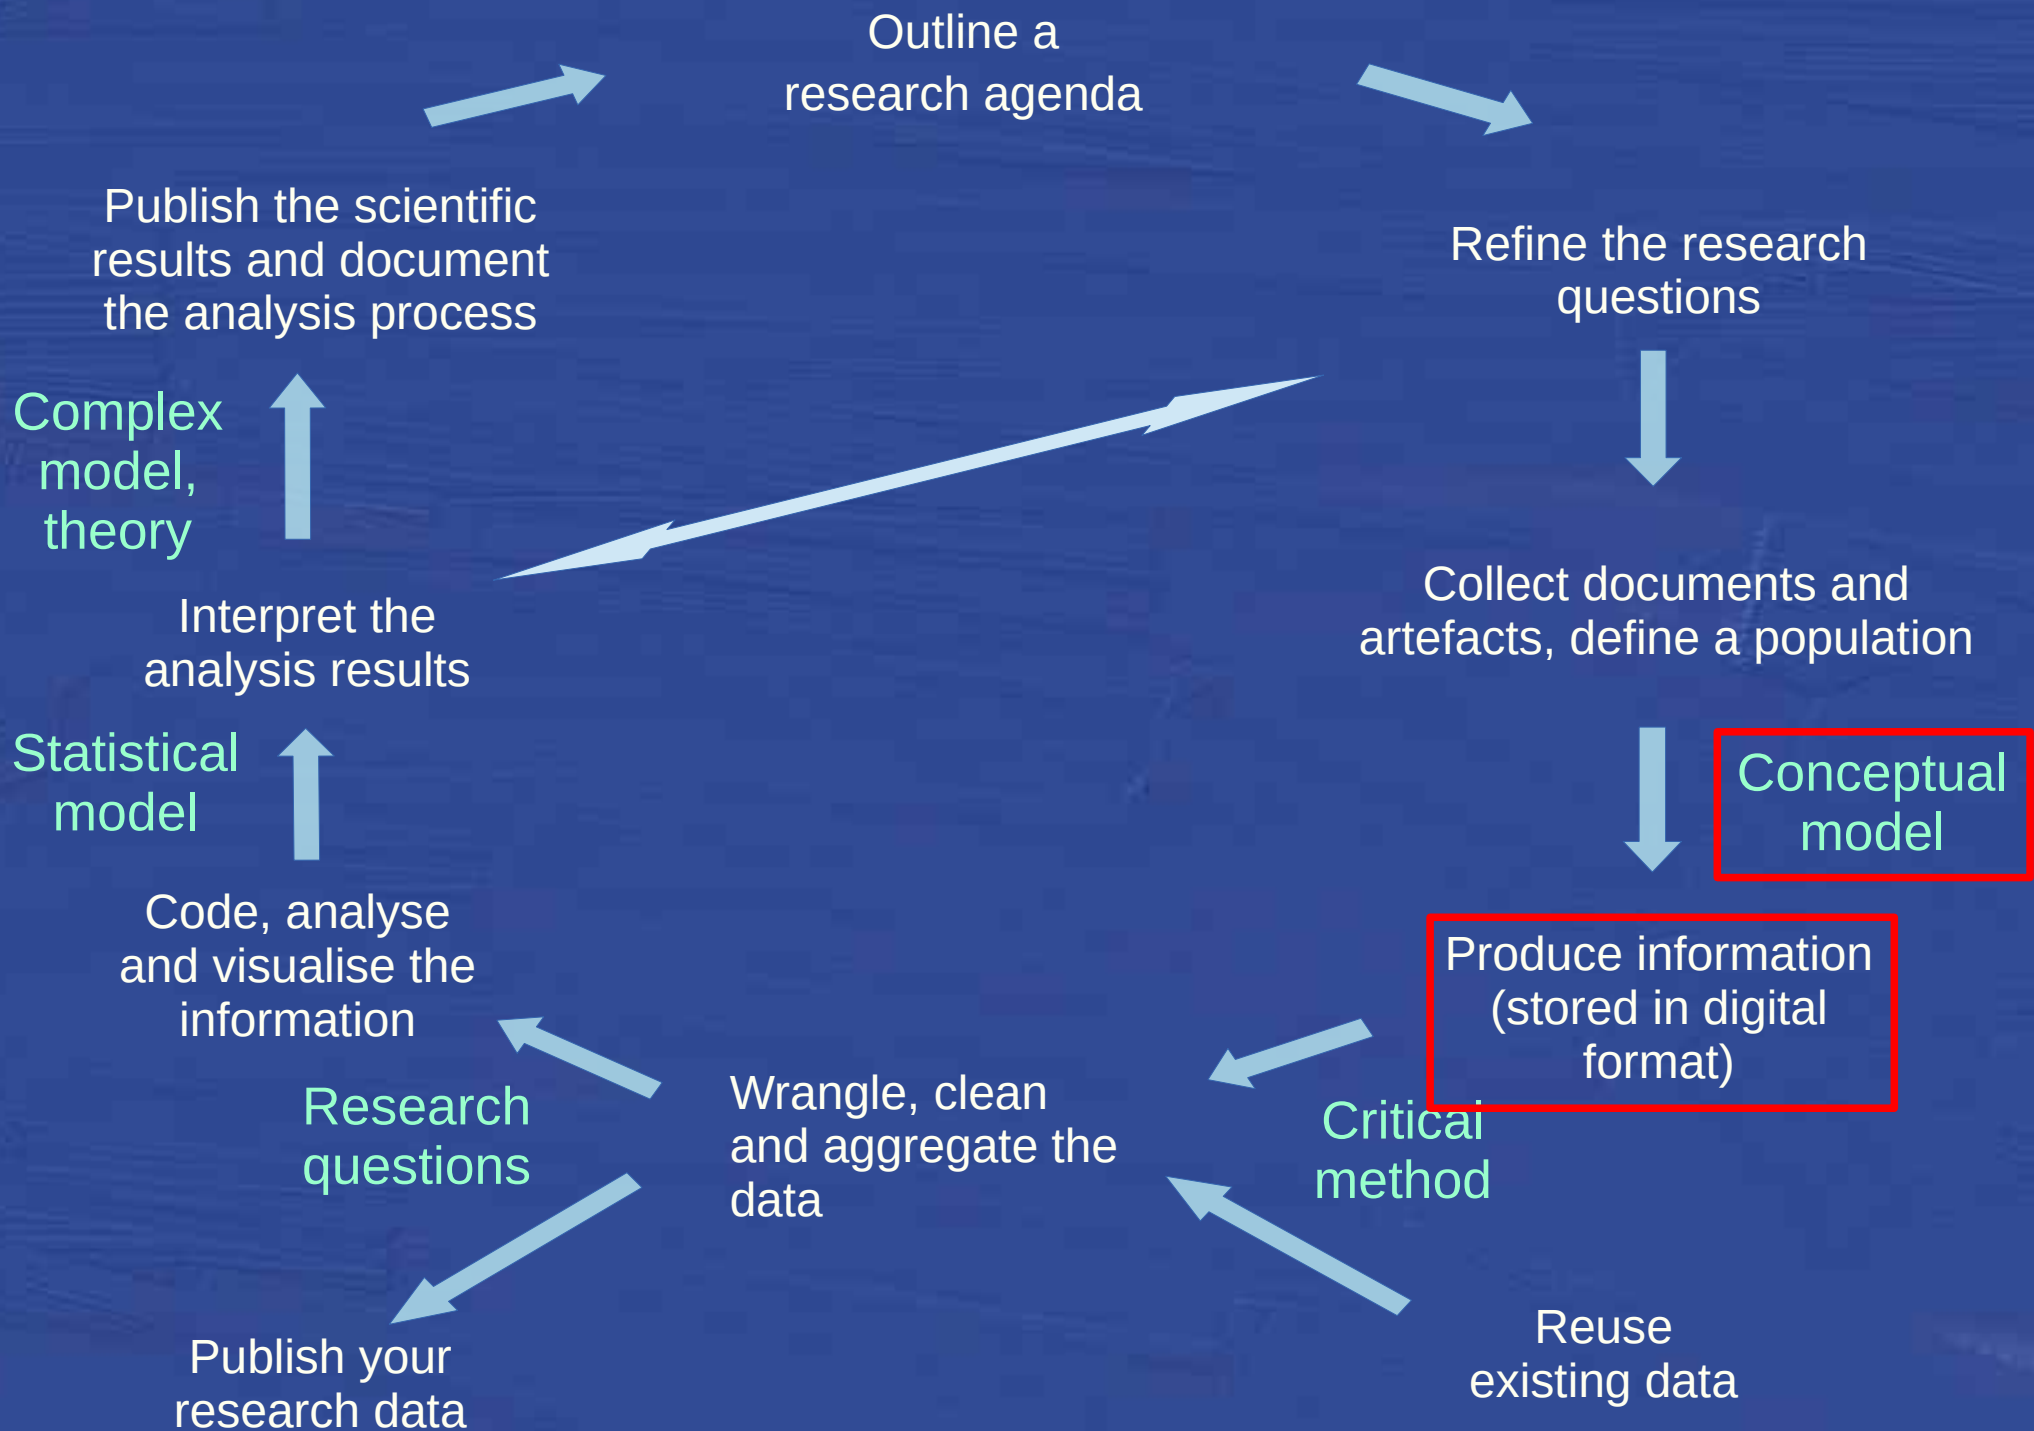 Outline a
research agenda
Publish the scientific
results and document
the analysis process
Refine the research
questions
Complex
model,
theory
Collect documents and
artefacts, define a population
Interpret the
analysis results
Statistical
model
Conceptual
model
Code, analyse
and visualise the
information
Produce information
(stored in digital
format)
Research
questions
Wrangle, clean
and aggregate the
data
Critical
method
Publish your
research data
Reuse
existing data